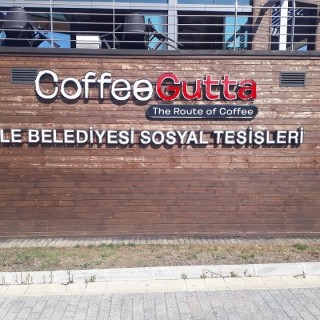 CoffeeGutta
The Route of Coffee
LE BELEDİYESİ SOSYAL TESİSLERİ